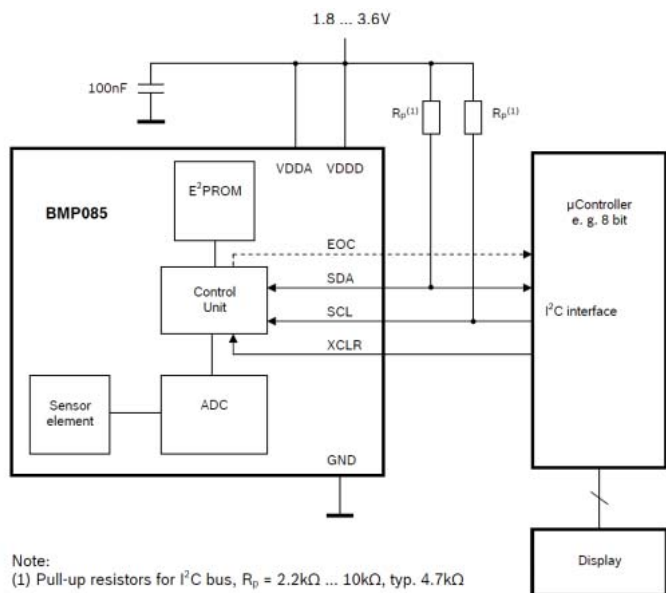 1.8 ... 3.6V
100nF
Rp(1)
Rp(1)
VDDA
VDDD
E²PROM
BMP085
µController
e. g. 8 bit
EOC
SDA
Control
Unit
SCL
I²C interface
XCLR
Sensor
element
ADC
GND
Note:
(1) Pull-up resistors for I²C bus, Rp = 2.2kΩ ... 10kΩ, typ. 4.7kΩ
Display